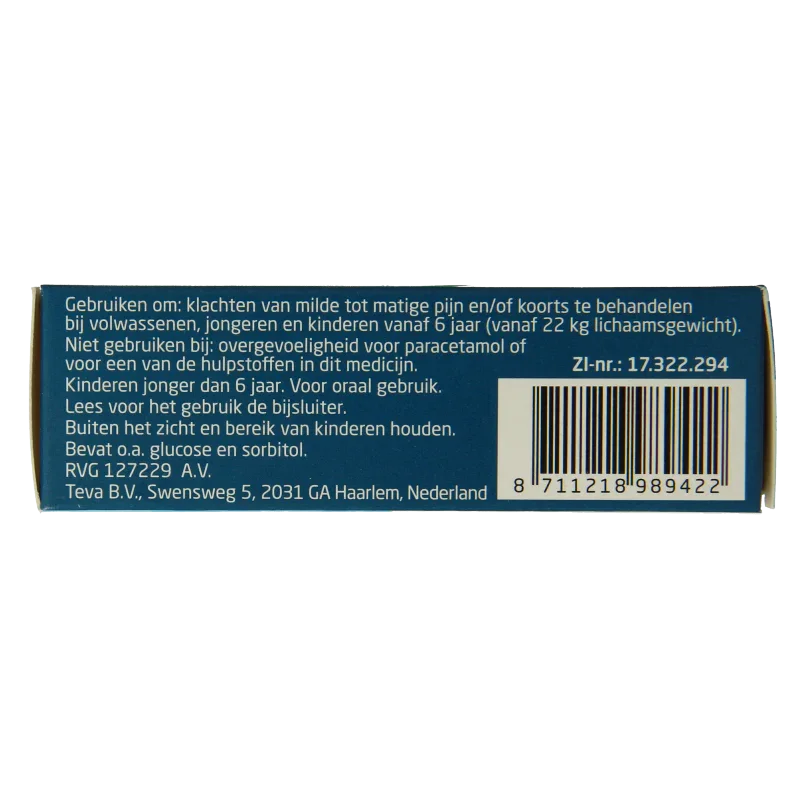 Gebruiken om: klachten van milde tot matige pijn en/of koorts te behandelen
bij volwassenen, jongeren en kinderen vanaf 6 jaar (vanaf 22 kg lichaamsgewicht).
Niet gebruiken bij: overgevoeligheid voor paracetamol of
voor een van de hulpstoffen in dit medicijn.
Kinderen jonger dan 6 jaar. Voor oraal gebruik.
Lees voor het gebruik de bijsluiter.
Buiten het zicht en bereik van kinderen houden.
Bevat o.a. glucose en sorbitol.
RVG 127229 A.V.
Teva B.V., Swensweg 5, 2031 GA Haarlem, Nederland
ZI-nr.: 17.322.294
8 711218 989422